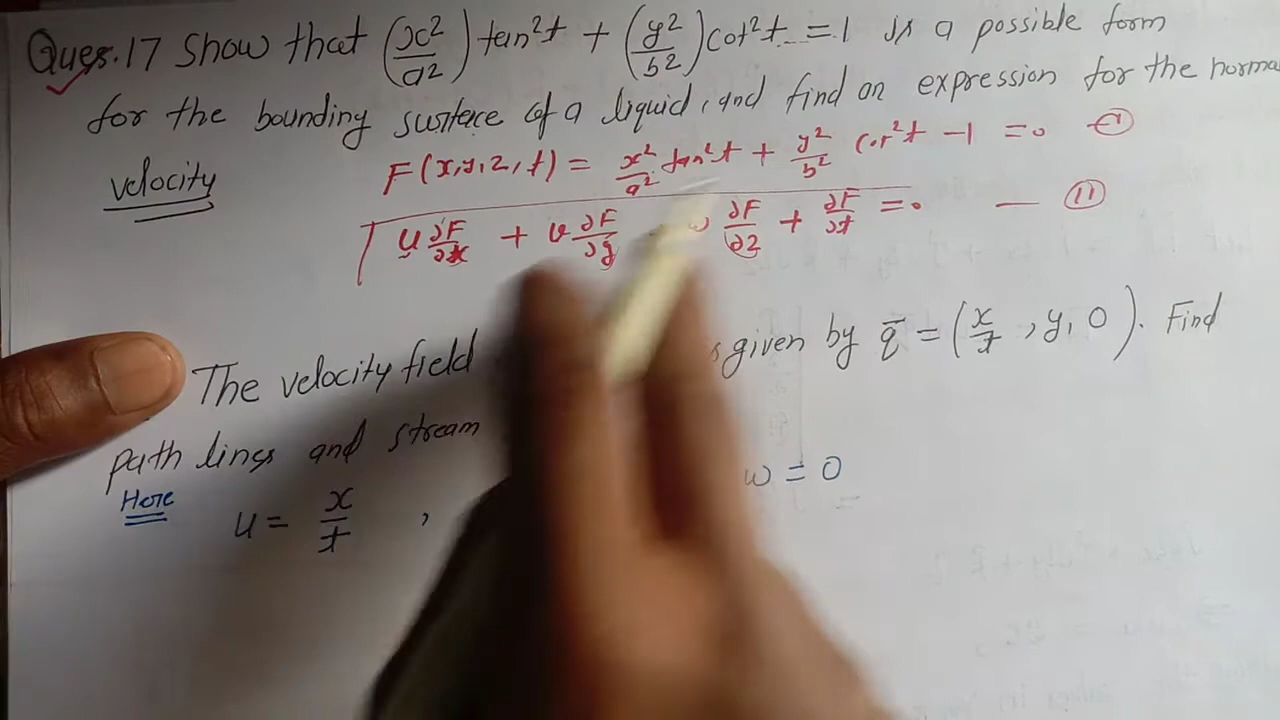 Ques.17 Show that (x²/a²) tan²t + (y²/b²) cot²t = 1 is a possible form
for the bounding surface of a liquid, and find an expression for the norma
velocity
F(x,y,z,t) = x²/a² tan²t + y²/b² cot²t - 1 = 0
u ∂F/∂x + v ∂F/∂y w ∂F/∂z + ∂F/∂t = 0 — (11)
The velocity field given by q̄ = (x/t, y, 0). Find
path lines and stream
Here
u = x/t , w = 0